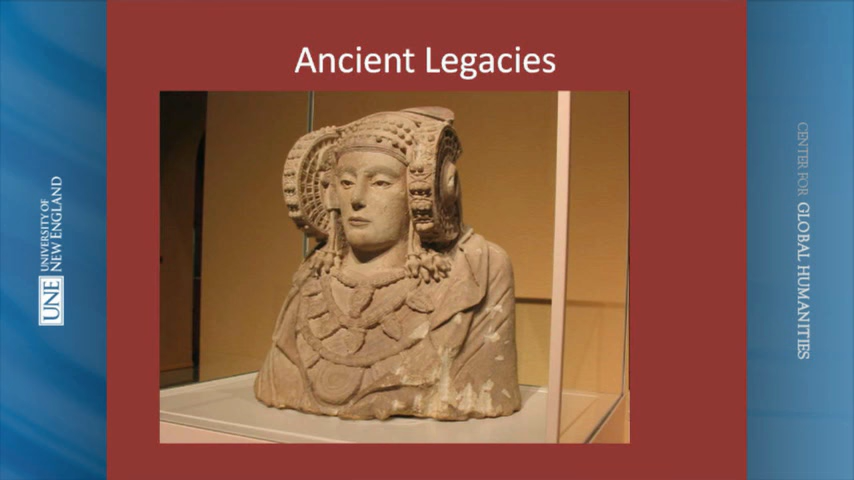 Ancient Legacies
UNE
UNIVERSITY OF
NEW ENGLAND
CENTER FOR GLOBAL HUMANITIES